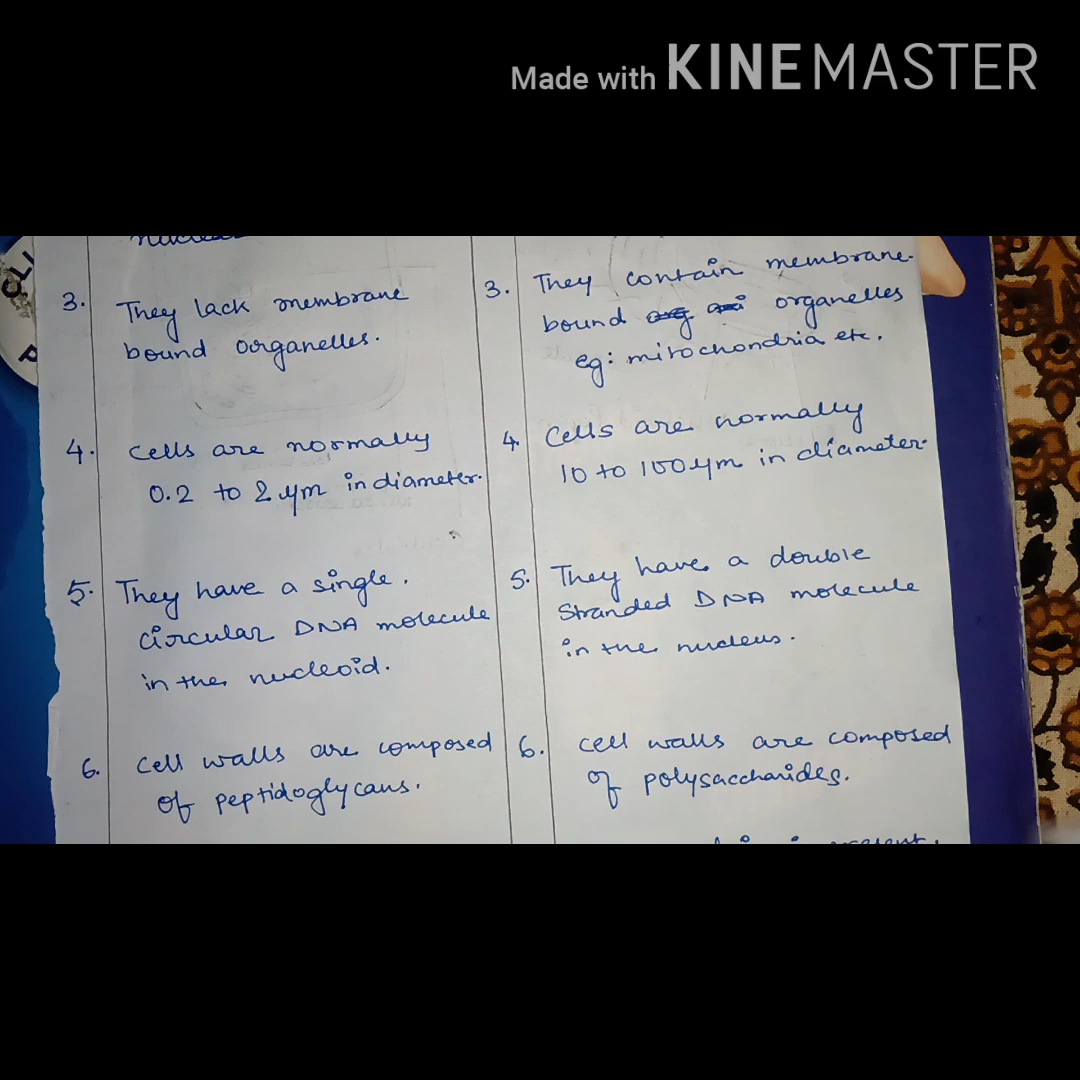 Made with KINEMASTER
3. They lack membrane
bound oorganelles.
4. Cells are normally
0.2 to 2 μm in diameter.
5. They have a single,
circular DNA molecule
in the nucleoid.
6. cell walls are composed
of peptidoglycans.
3. They contain membrane-
bound organelles
eg: mitochondria etc.
4. Cells are normally
10 to 100 μm in diameter.
5. They have a double
stranded DNA molecule
in the nucleus.
6. cell walls are composed
of polysaccharides.
present.